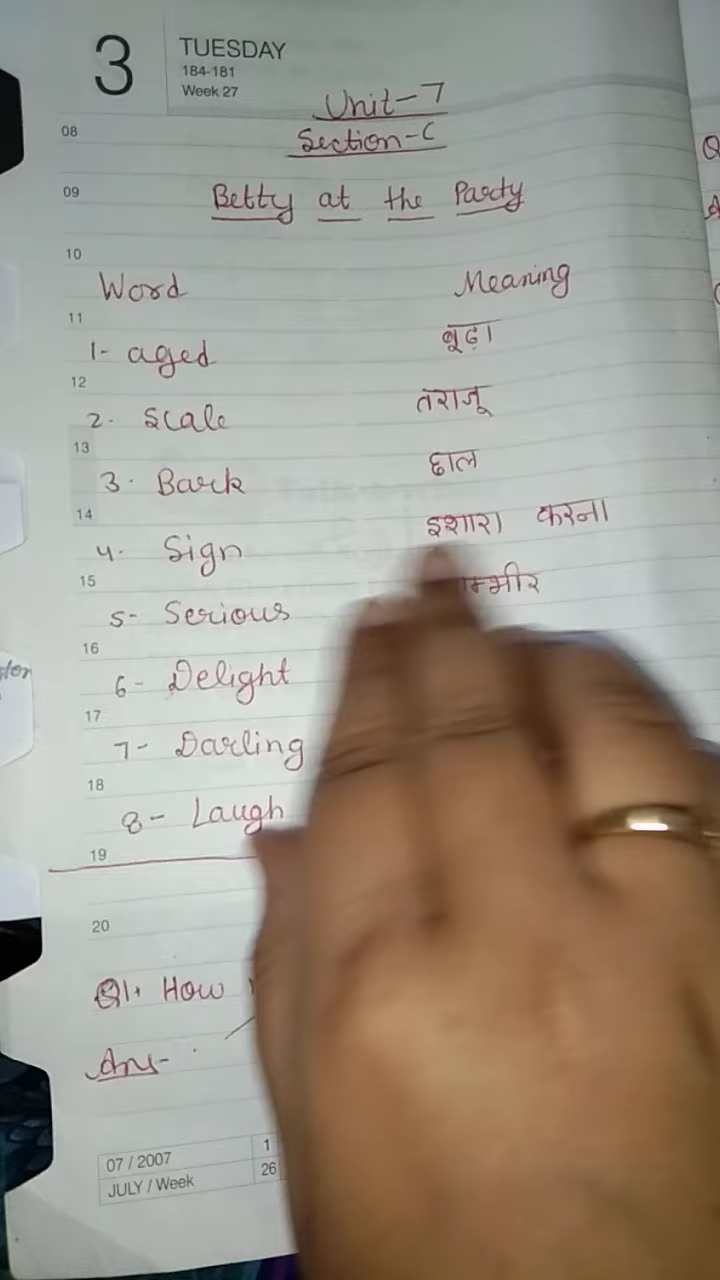 3 TUESDAY
184-181
Week 27
Unit-7
08
Section-C
09
Betty at the Party
10
Word Meaning
11
1- aged बूढ़ा
12
2- Scale तराजू
13
3- Bark छाल
14
4- Sign इशारा करना
15
5- Serious
16
6- Delight
17
7- Darling
18
8- Laugh
19
20
Q1. How
Ans-
07 / 2007 1
JULY / Week 26